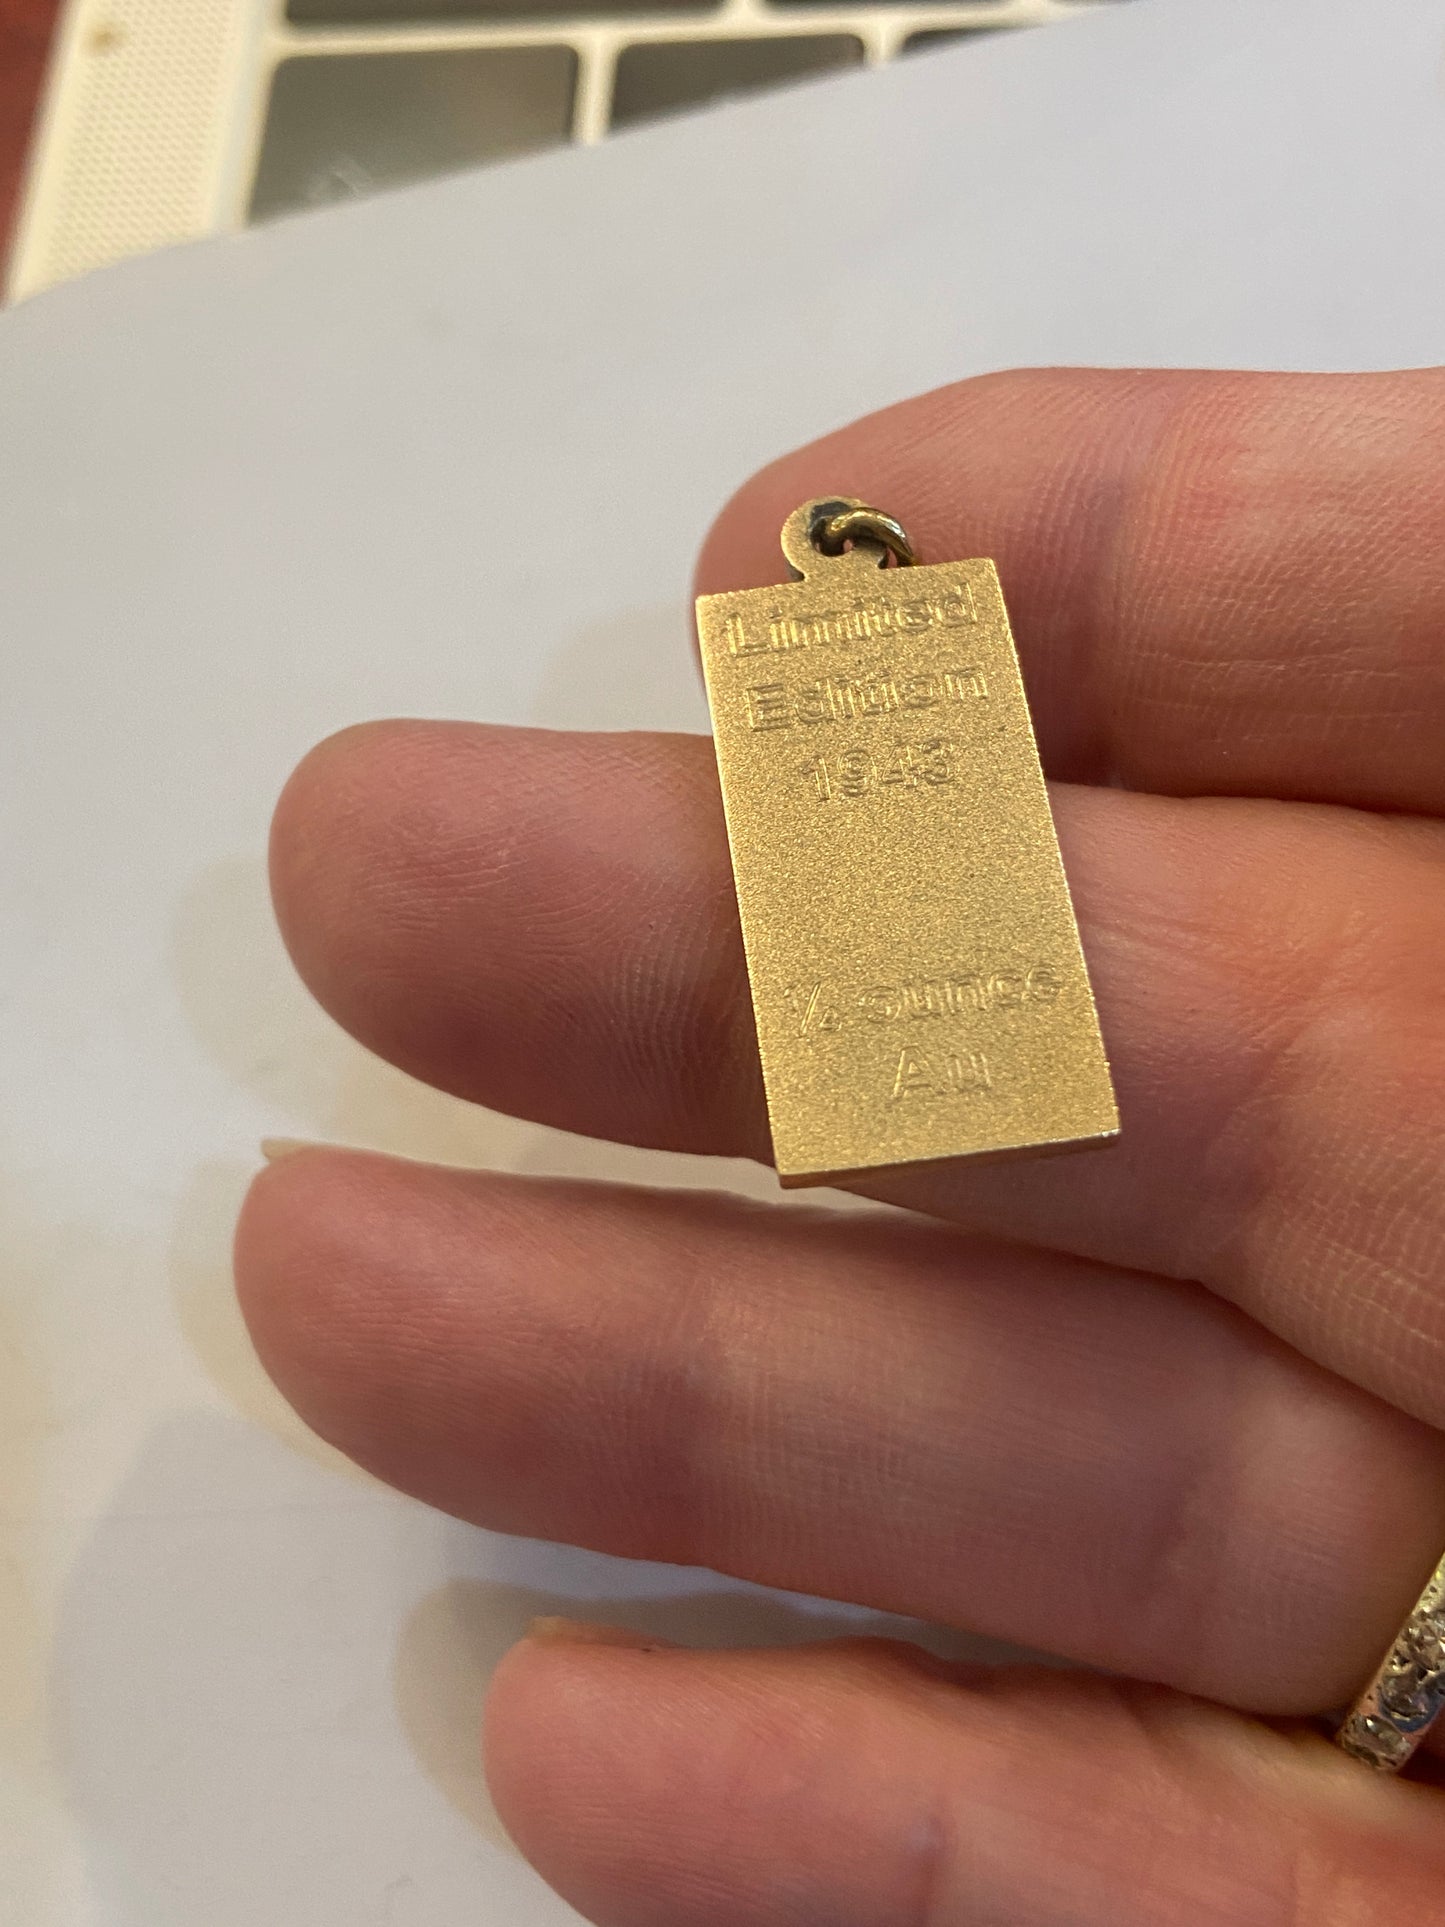 Limited
Edition
1943
¼ ounce
Au